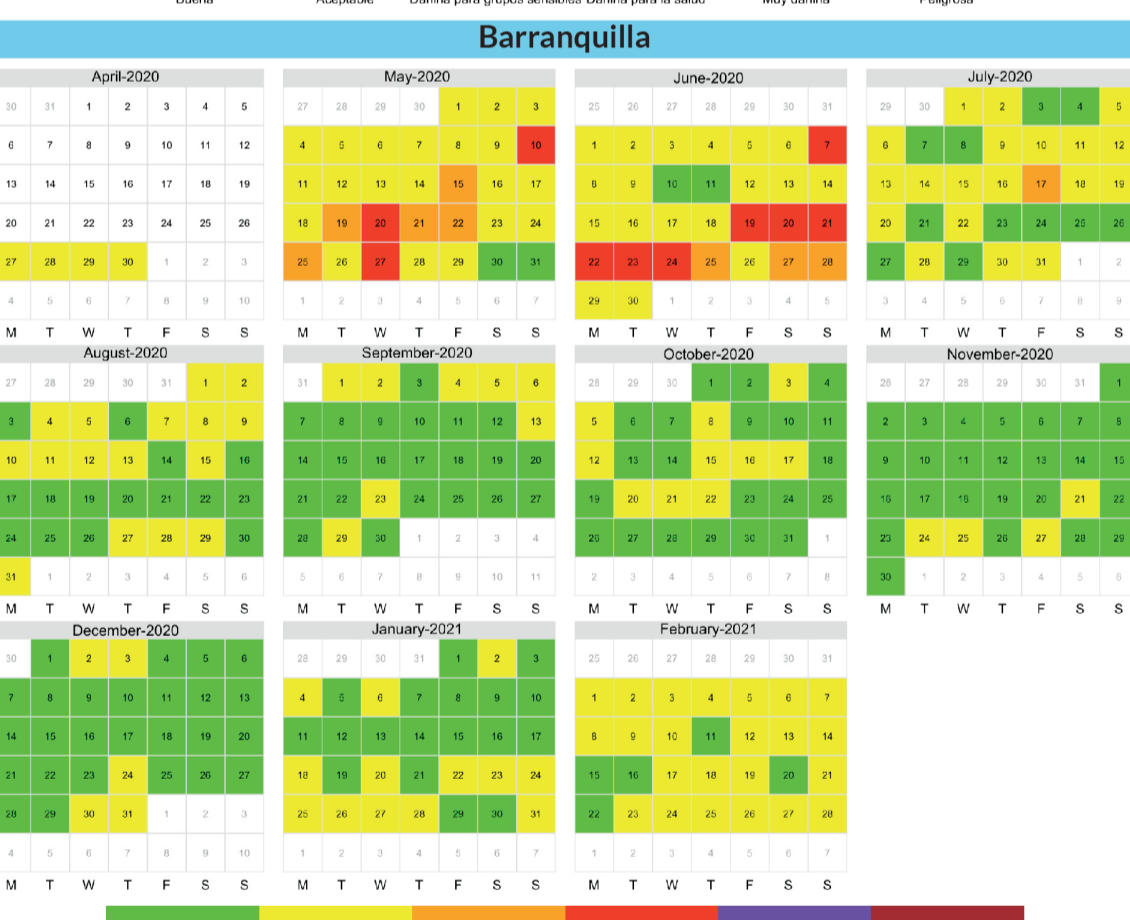 Buena Aceptable Dañina para grupos sensibles Dañina para la salud Muy dañina Peligrosa
Barranquilla
April-2020
30 31 1 2 3 4 5
6 7 8 9 10 11 12
13 14 15 16 17 18 19
20 21 22 23 24 25 26
27 28 29 30 1 2 3
4 5 6 7 8 9 10
M T W T F S S
May-2020
27 28 29 30 1 2 3
4 5 6 7 8 9 10
11 12 13 14 15 16 17
18 19 20 21 22 23 24
25 26 27 28 29 30 31
1 2 3 4 5 6 7
M T W T F S S
June-2020
25 26 27 28 29 30 31
1 2 3 4 5 6 7
8 9 10 11 12 13 14
15 16 17 18 19 20 21
22 23 24 25 26 27 28
29 30 1 2 3 4 5
M T W T F S S
July-2020
29 30 1 2 3 4 5
6 7 8 9 10 11 12
13 14 15 16 17 18 19
20 21 22 23 24 25 26
27 28 29 30 31 1 2
3 4 5 6 7 8 9
M T W T F S S
August-2020
27 28 29 30 31 1 2
3 4 5 6 7 8 9
10 11 12 13 14 15 16
17 18 19 20 21 22 23
24 25 26 27 28 29 30
31 1 2 3 4 5 6
M T W T F S S
September-2020
31 1 2 3 4 5 6
7 8 9 10 11 12 13
14 15 16 17 18 19 20
21 22 23 24 25 26 27
28 29 30 1 2 3 4
5 6 7 8 9 10 11
M T W T F S S
October-2020
28 29 30 1 2 3 4
5 6 7 8 9 10 11
12 13 14 15 16 17 18
19 20 21 22 23 24 25
26 27 28 29 30 31 1
2 3 4 5 6 7 8
M T W T F S S
November-2020
26 27 28 29 30 31 1
2 3 4 5 6 7 8
9 10 11 12 13 14 15
16 17 18 19 20 21 22
23 24 25 26 27 28 29
30 1 2 3 4 5 6
M T W T F S S
December-2020
30 1 2 3 4 5 6
7 8 9 10 11 12 13
14 15 16 17 18 19 20
21 22 23 24 25 26 27
28 29 30 31 1 2 3
4 5 6 7 8 9 10
M T W T F S S
January-2021
28 29 30 31 1 2 3
4 5 6 7 8 9 10
11 12 13 14 15 16 17
18 19 20 21 22 23 24
25 26 27 28 29 30 31
1 2 3 4 5 6 7
M T W T F S S
February-2021
25 26 27 28 29 30 31
1 2 3 4 5 6 7
8 9 10 11 12 13 14
15 16 17 18 19 20 21
22 23 24 25 26 27 28
1 2 3 4 5 6 7
M T W T F S S